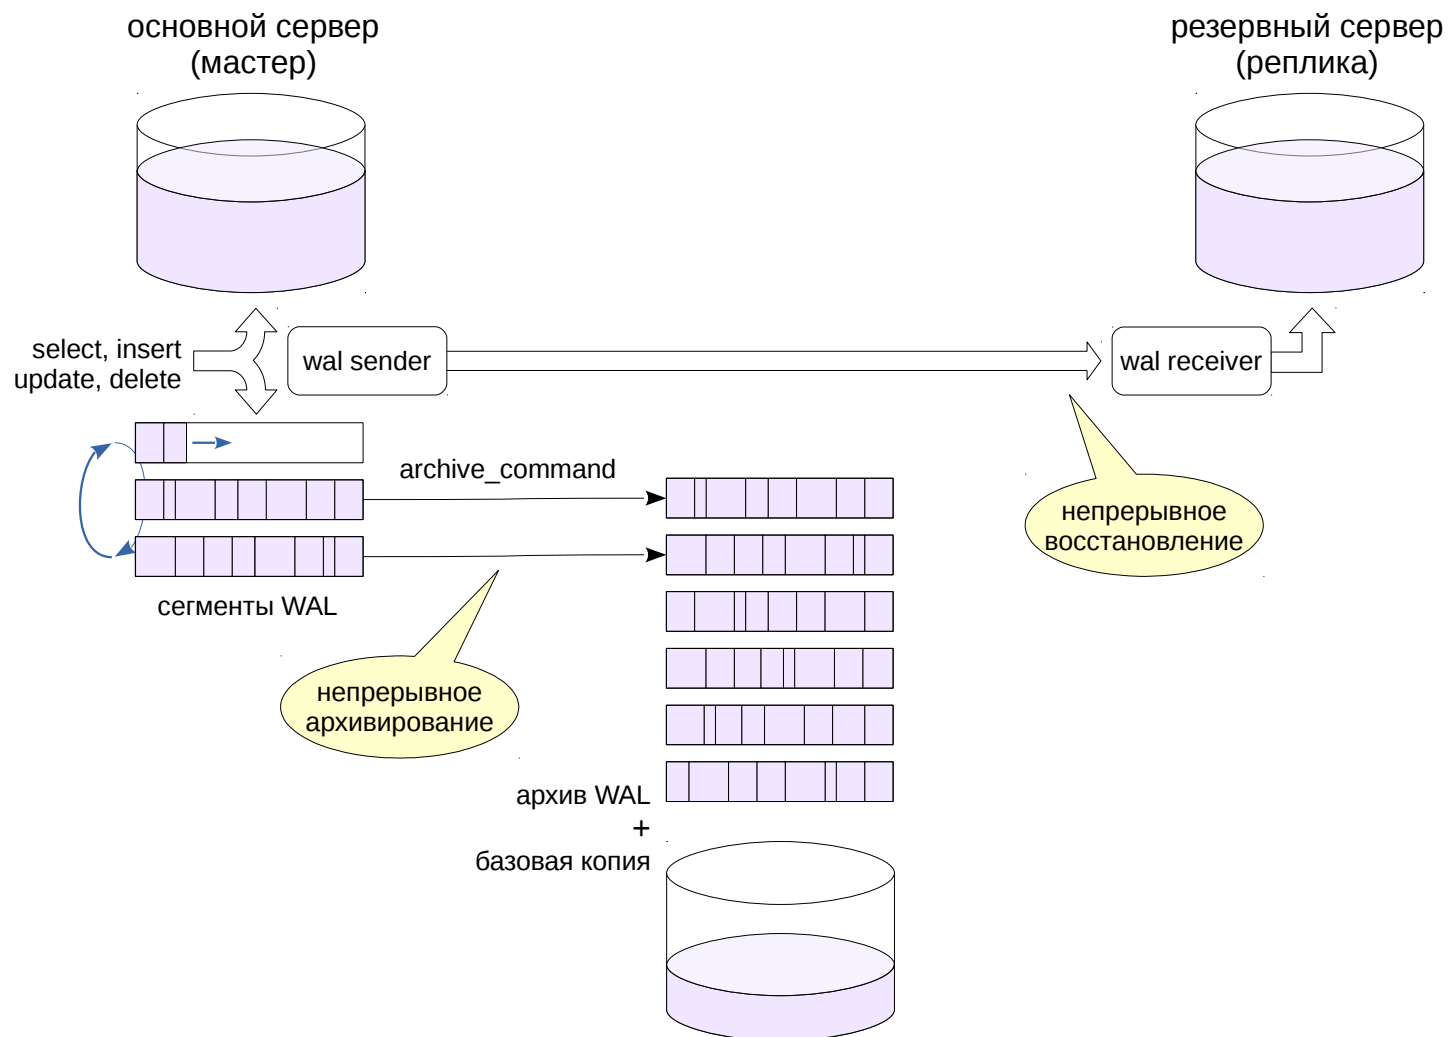 основной сервер
(мастер)
резервный сервер
(реплика)
select, insert
update, delete
wal sender
wal receiver
archive_command
непрерывное
восстановление
сегменты WAL
непрерывное
архивирование
архив WAL
+
базовая копия